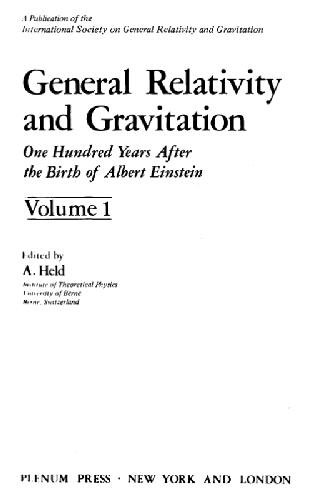 A Publication of the
International Society on General Relativity and Gravitation
General Relativity
and Gravitation
One Hundred Years After
the Birth of Albert Einstein
Volume 1
Edited by
A. Held
Institute of Theoretical Physics
University of Berne
Berne, Switzerland
PLENUM PRESS · NEW YORK AND LONDON